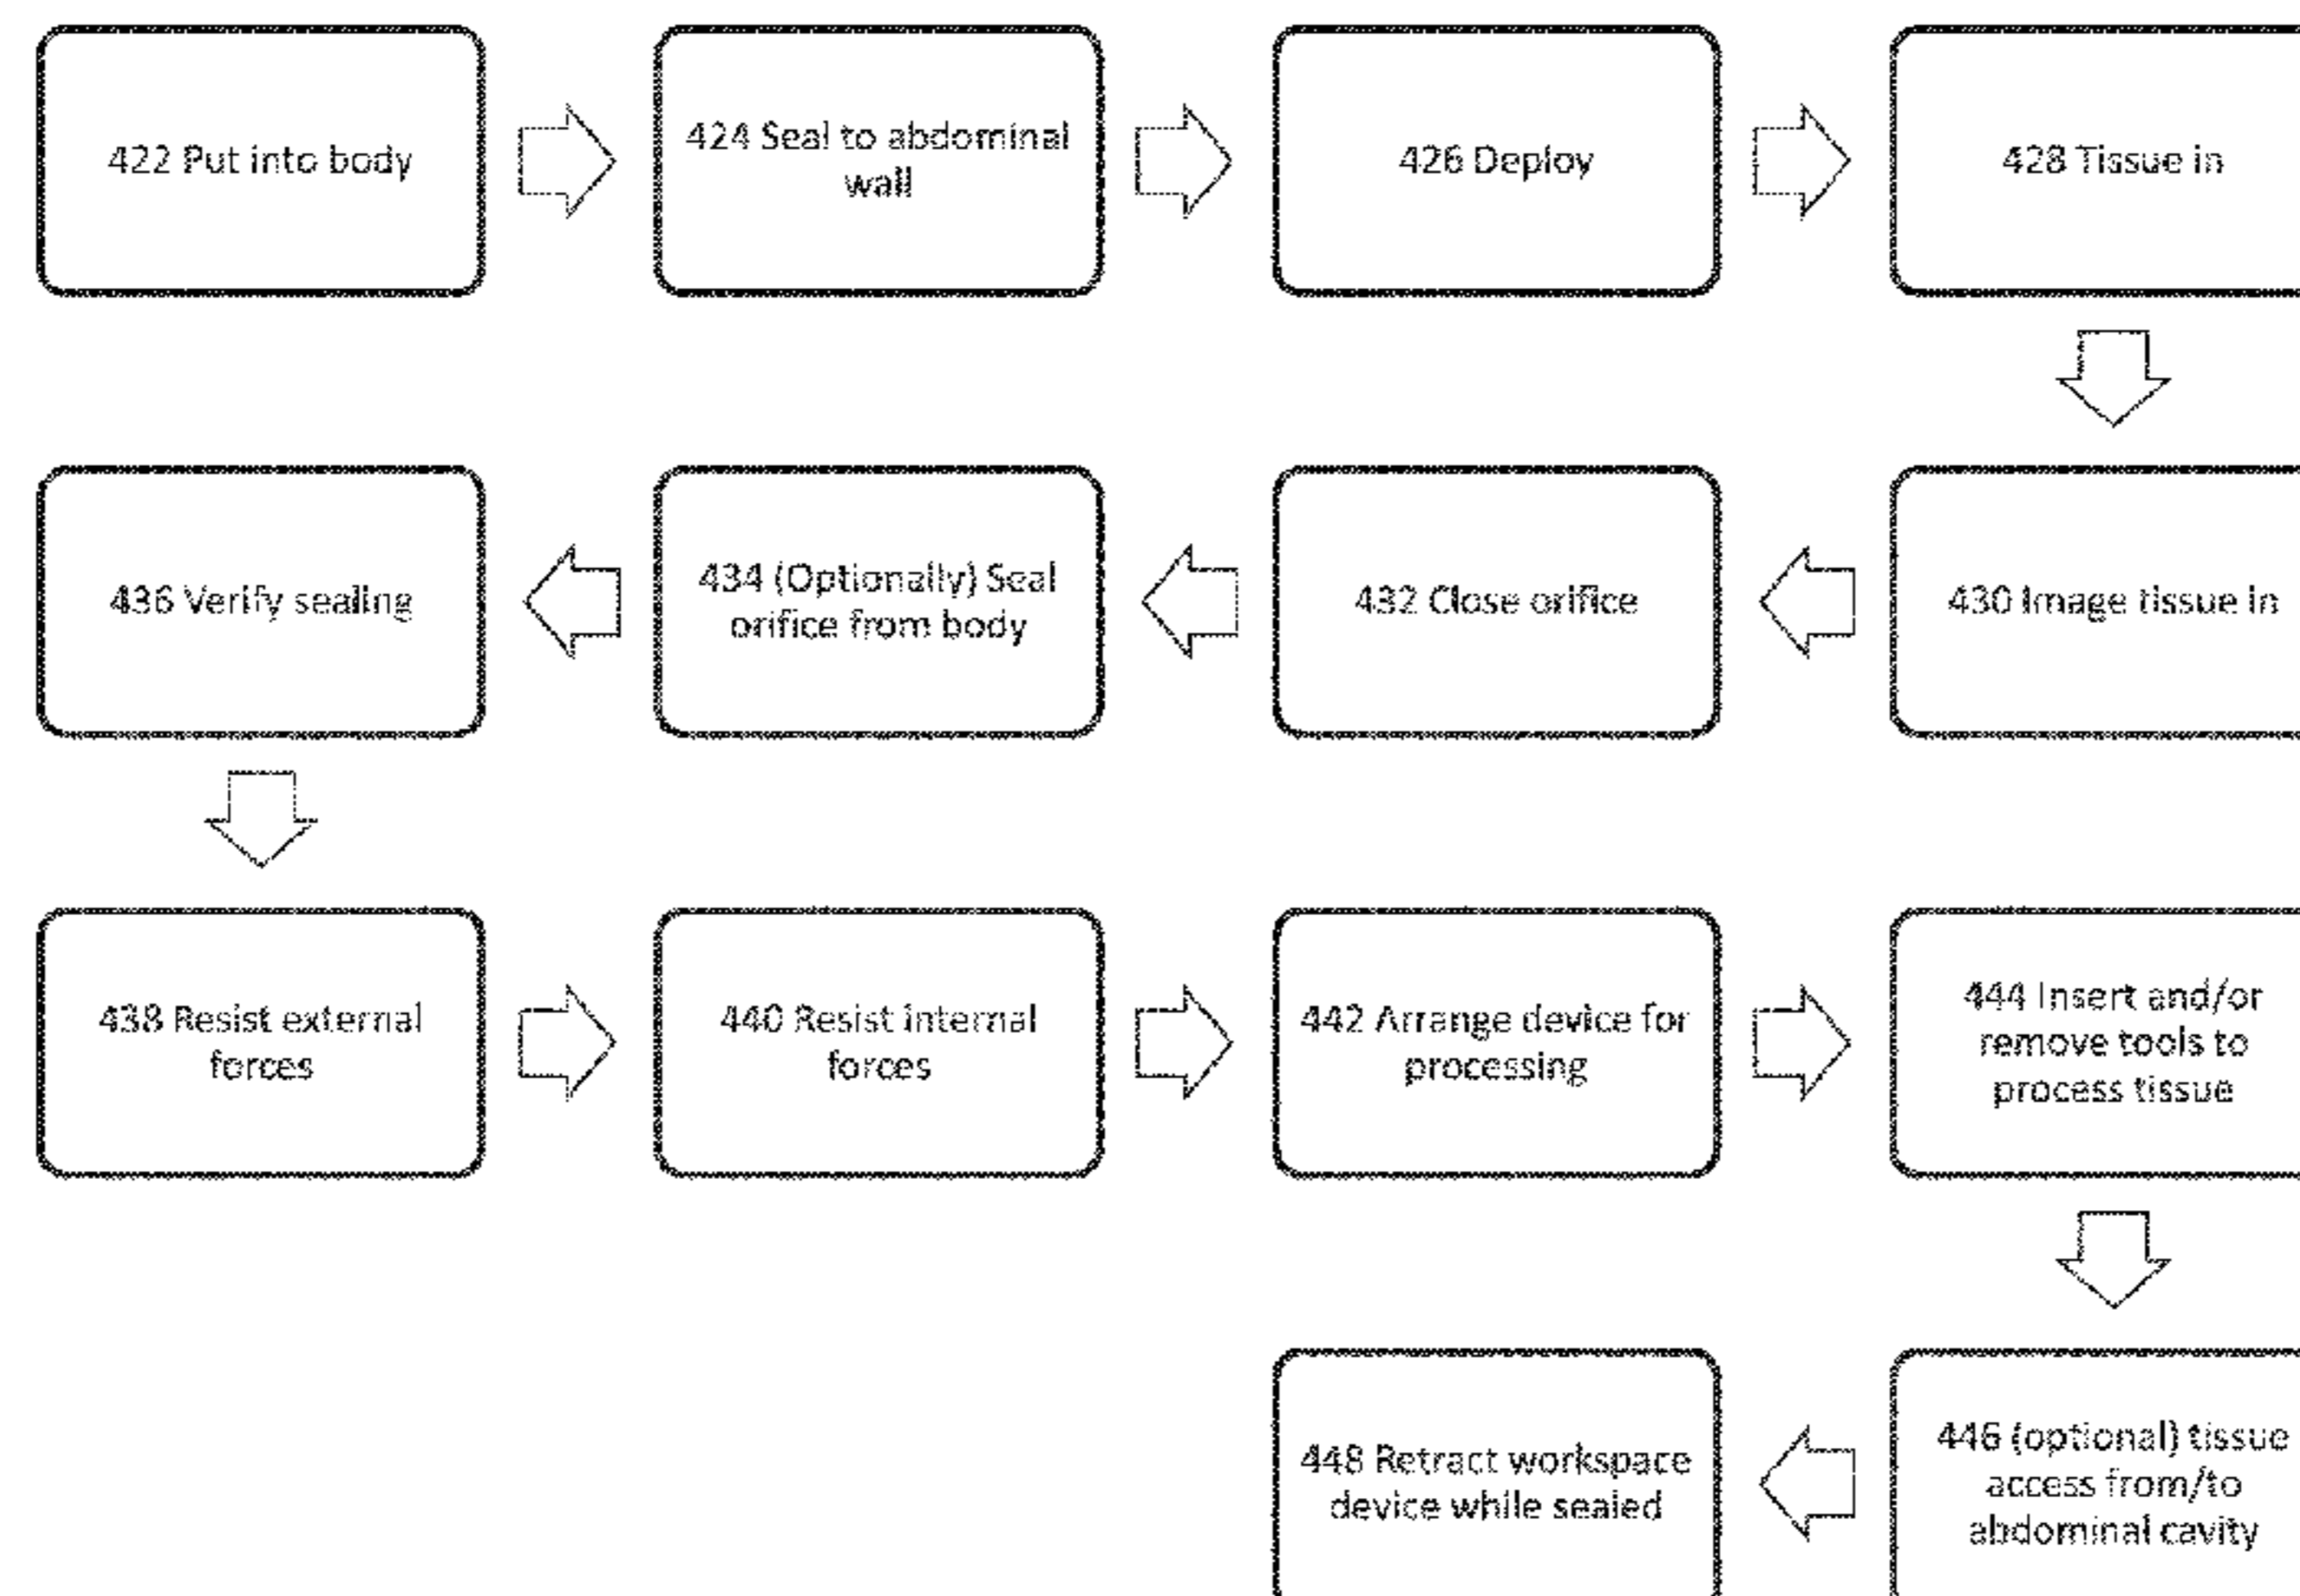 422 Put into body
424 Seal to abdominal
wall
426 Deploy
428 Tissue in
430 Image tissue in
432 Close orifice
434 (Optionally) Seal
orifice from body
436 Verify sealing
438 Resist external
forces
440 Resist internal
forces
442 Arrange device for
processing
444 Insert and/or
remove tools to
process tissue
446 (optional) tissue
access from/to
abdominal cavity
448 Retract workspace
device while sealed